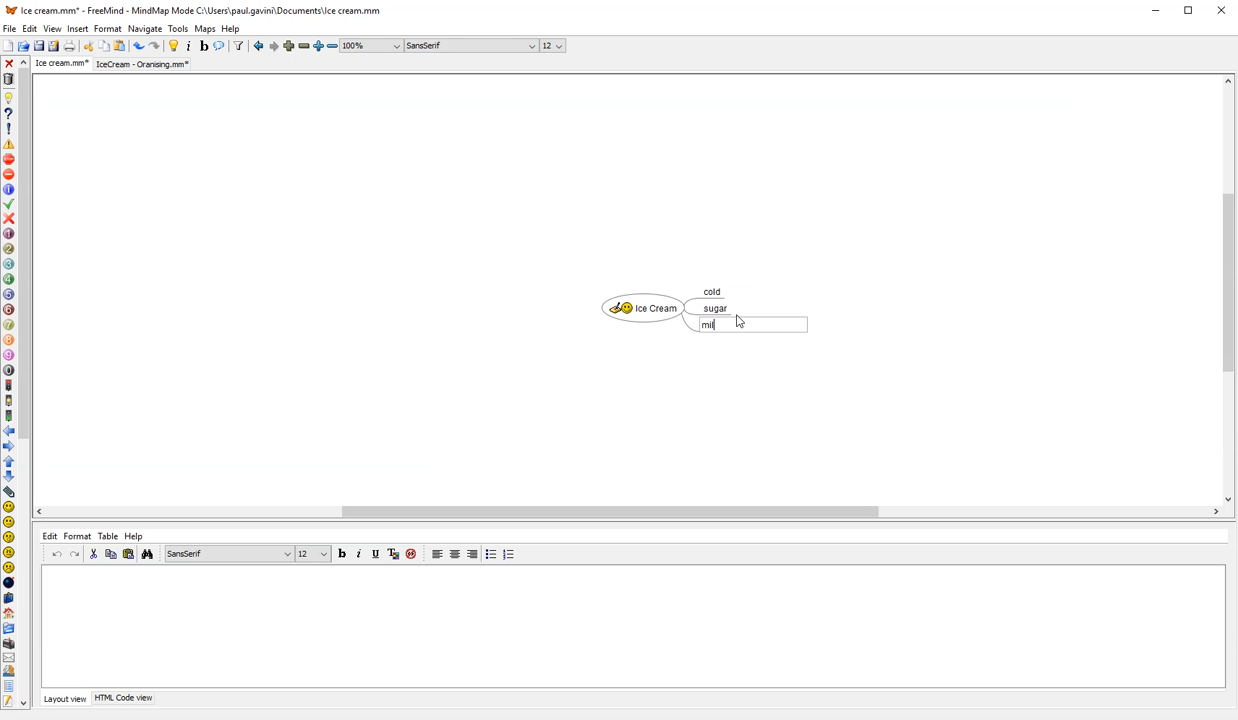 Ice cream.mm* - FreeMind - MindMap Mode C:\Users\paul.gavini\Documents\Ice cream.mm
File Edit View Insert Format Navigate Tools Maps Help
100% SansSerif 12
Ice cream.mm* IceCream - Oranising.mm*
cold
Ice Cream sugar
mil
Edit Format Table Help
SansSerif 12
Layout view HTML Code view